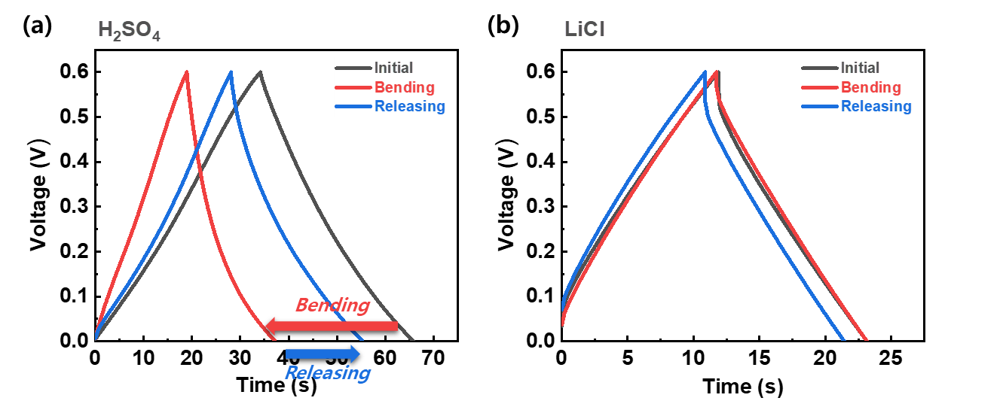 (a) H₂SO₄
Initial
Bending
Releasing
0.6
0.5
0.4
0.3
0.2
0.1
0.0
Voltage (V)
Bending
0 10 20 30 40 50 60 70
Releasing
Time (s)
(b) LiCl
Initial
Bending
Releasing
0.6
0.5
0.4
0.3
0.2
0.1
0.0
Voltage (V)
0 5 10 15 20 25
Time (s)